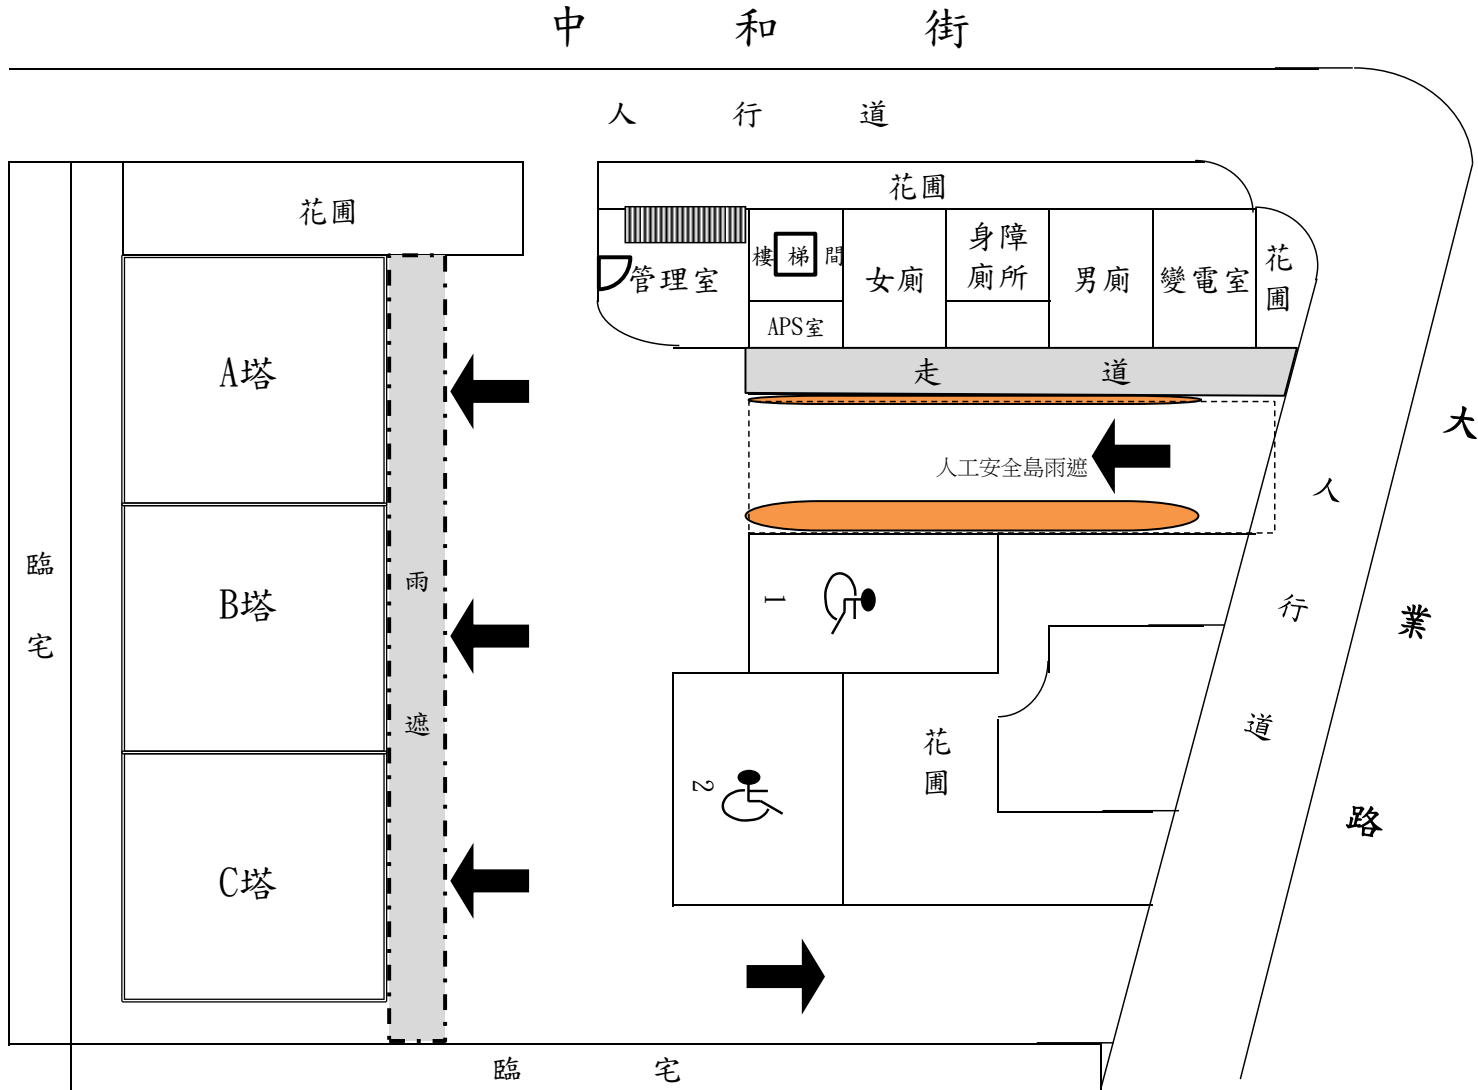 中和街
人行道
花圃
花圃
管理室
樓梯間
APS室
女廁
身障
廁所
男廁
變電室
花圃
走道
人工安全島雨遮
A塔
B塔
C塔
雨遮
臨宅
1
2
花圃
人行道
大業路
臨宅